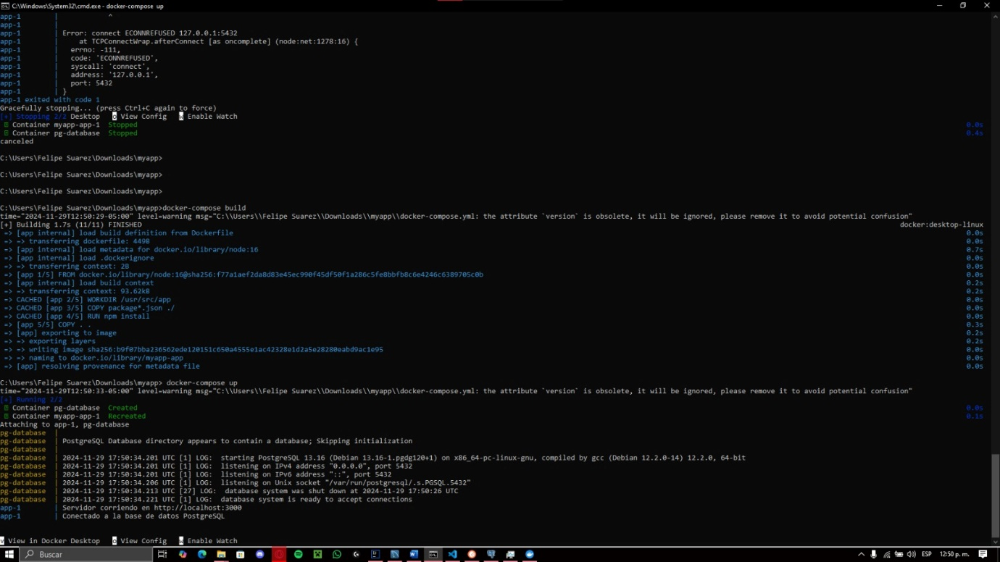 C:\Windows\System32\cmd.exe - docker-compose up
app-1 | ^
app-1 |
app-1 | Error: connect ECONNREFUSED 127.0.0.1:5432
app-1 | at TCPConnectWrap.afterConnect [as oncomplete] (node:net:1278:16) {
app-1 | errno: -111,
app-1 | code: 'ECONNREFUSED',
app-1 | syscall: 'connect',
app-1 | address: '127.0.0.1',
app-1 | port: 5432
app-1 | }
app-1 exited with code 1
Gracefully stopping... (press Ctrl+C again to force)
[+] Stopping 2/2 Desktop o View Config w Enable Watch
Container myapp-app-1 Stopped 0.0s
Container pg-database Stopped 0.4s
canceled
C:\Users\Felipe Suarez\Downloads\myapp>
C:\Users\Felipe Suarez\Downloads\myapp>
C:\Users\Felipe Suarez\Downloads\myapp>
C:\Users\Felipe Suarez\Downloads\myapp>docker-compose build
time="2024-11-29T12:50:29-05:00" level=warning msg="C:\\Users\\Felipe Suarez\\Downloads\\myapp\\docker-compose.yml: the attribute `version` is obsolete, it will be ignored, please remove it to avoid potential confusion"
[+] Building 1.7s (11/11) FINISHED docker:desktop-linux
=> [app internal] load build definition from Dockerfile 0.0s
=> => transferring dockerfile: 449B 0.0s
=> [app internal] load metadata for docker.io/library/node:16 0.7s
=> [app internal] load .dockerignore 0.0s
=> => transferring context: 2B 0.0s
=> [app 1/5] FROM docker.io/library/node:16@sha256:f77a1aef2da8d83e45ec990f45df50f1a286c5fe8bbfb8c6e4246c6389705c0b 0.0s
=> [app internal] load build context 0.2s
=> => transferring context: 93.62kB 0.2s
=> CACHED [app 2/5] WORKDIR /usr/src/app 0.0s
=> CACHED [app 3/5] COPY package*.json ./ 0.0s
=> CACHED [app 4/5] RUN npm install 0.0s
=> [app 5/5] COPY . . 0.3s
=> [app] exporting to image 0.2s
=> => exporting layers 0.2s
=> => writing image sha256:b9f07bba236562ede120151c650a4555e1ac42328e1d2a5e28280eabd9ac1e95 0.0s
=> => naming to docker.io/library/myapp-app 0.0s
=> [app] resolving provenance for metadata file 0.0s
C:\Users\Felipe Suarez\Downloads\myapp> docker-compose up
time="2024-11-29T12:50:33-05:00" level=warning msg="C:\\Users\\Felipe Suarez\\Downloads\\myapp\\docker-compose.yml: the attribute `version` is obsolete, it will be ignored, please remove it to avoid potential confusion"
[+] Running 2/2
Container pg-database Created 0.0s
Container myapp-app-1 Recreated 0.1s
Attaching to app-1, pg-database
pg-database |
pg-database | PostgreSQL Database directory appears to contain a database; Skipping initialization
pg-database |
pg-database | 2024-11-29 17:50:34.201 UTC [1] LOG: starting PostgreSQL 13.16 (Debian 13.16-1.pgdg120+1) on x86_64-pc-linux-gnu, compiled by gcc (Debian 12.2.0-14) 12.2.0, 64-bit
pg-database | 2024-11-29 17:50:34.201 UTC [1] LOG: listening on IPv4 address "0.0.0.0", port 5432
pg-database | 2024-11-29 17:50:34.201 UTC [1] LOG: listening on IPv6 address "::", port 5432
pg-database | 2024-11-29 17:50:34.206 UTC [1] LOG: listening on Unix socket "/var/run/postgresql/.s.PGSQL.5432"
pg-database | 2024-11-29 17:50:34.213 UTC [27] LOG: database system was shut down at 2024-11-29 17:50:26 UTC
pg-database | 2024-11-29 17:50:34.221 UTC [1] LOG: database system is ready to accept connections
app-1 | Servidor corriendo en http://localhost:3000
app-1 | Conectado a la base de datos PostgreSQL
v View in Docker Desktop o View Config w Enable Watch
Buscar
ESP 12:50 p. m.